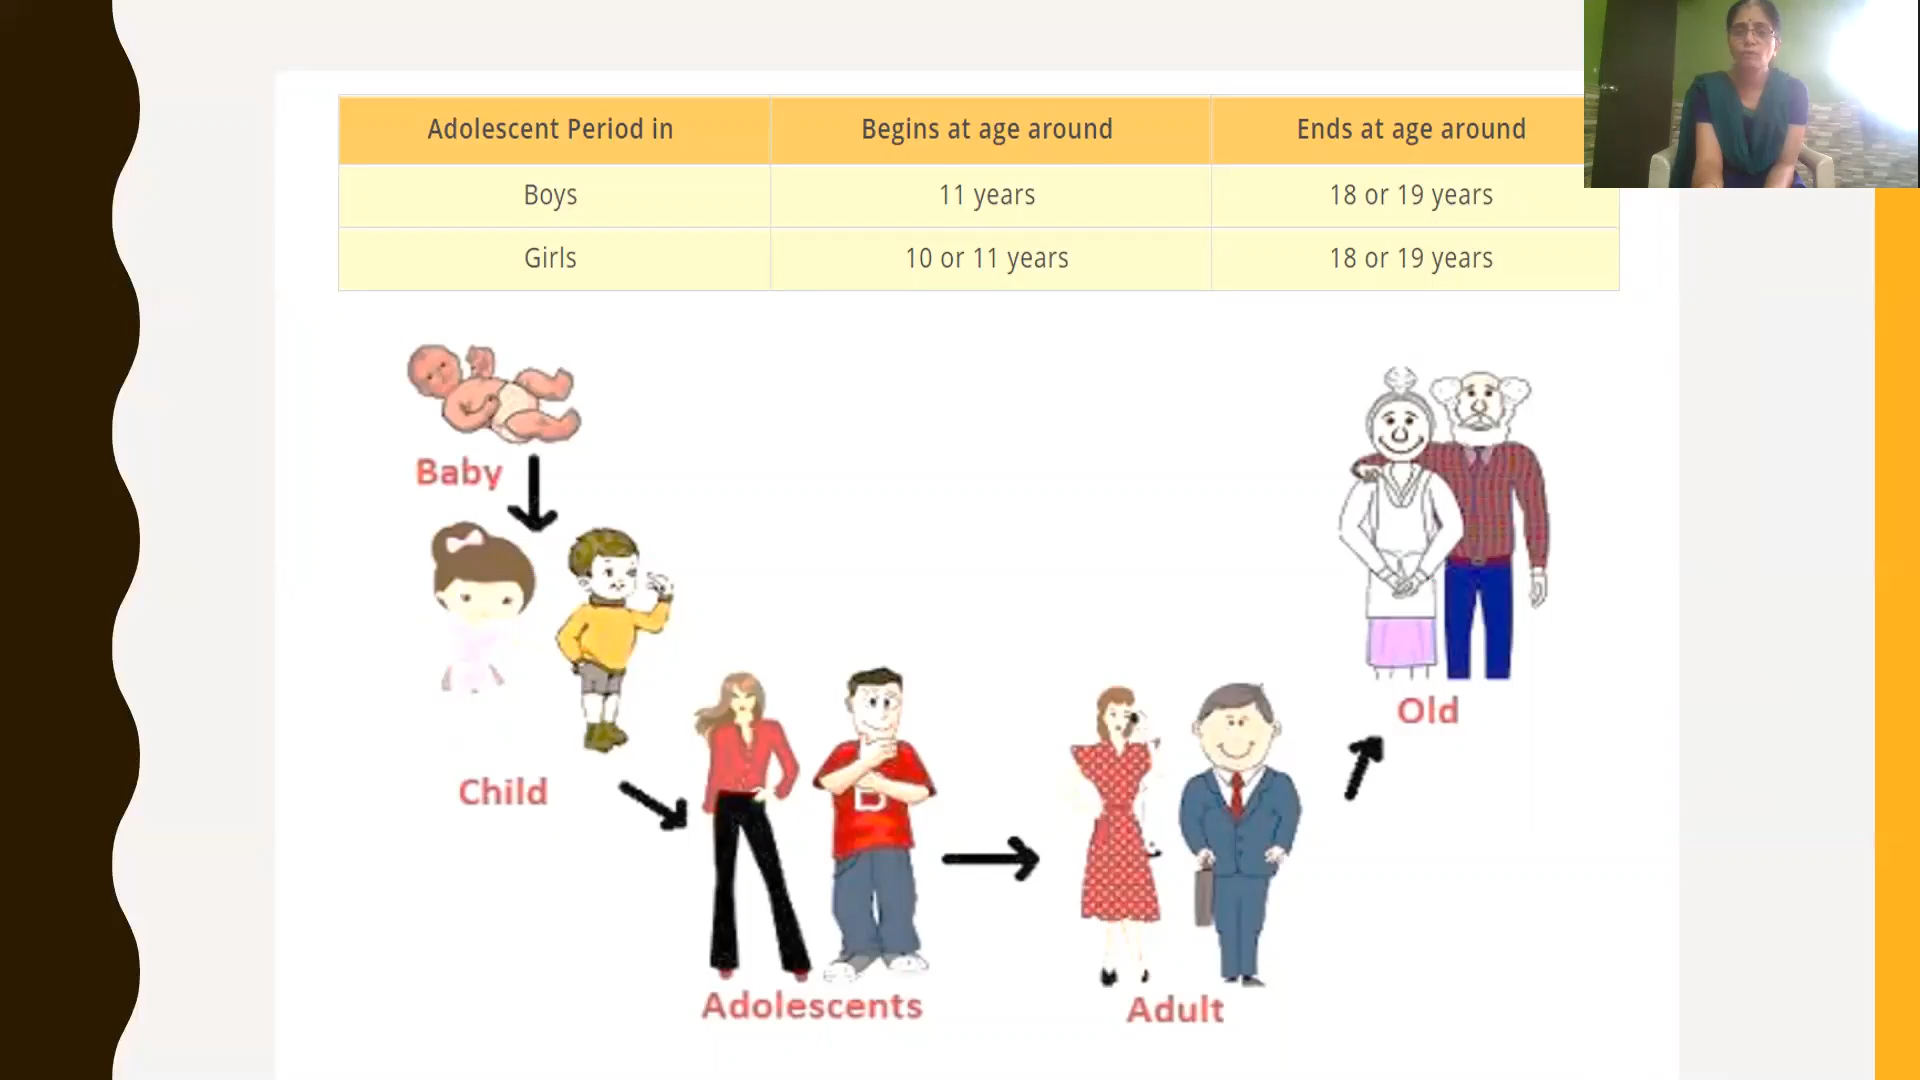 Adolescent Period in Begins at age around Ends at age around
Boys 11 years 18 or 19 years
Girls 10 or 11 years 18 or 19 years
Baby
Child
Old
Adolescents
Adult
B